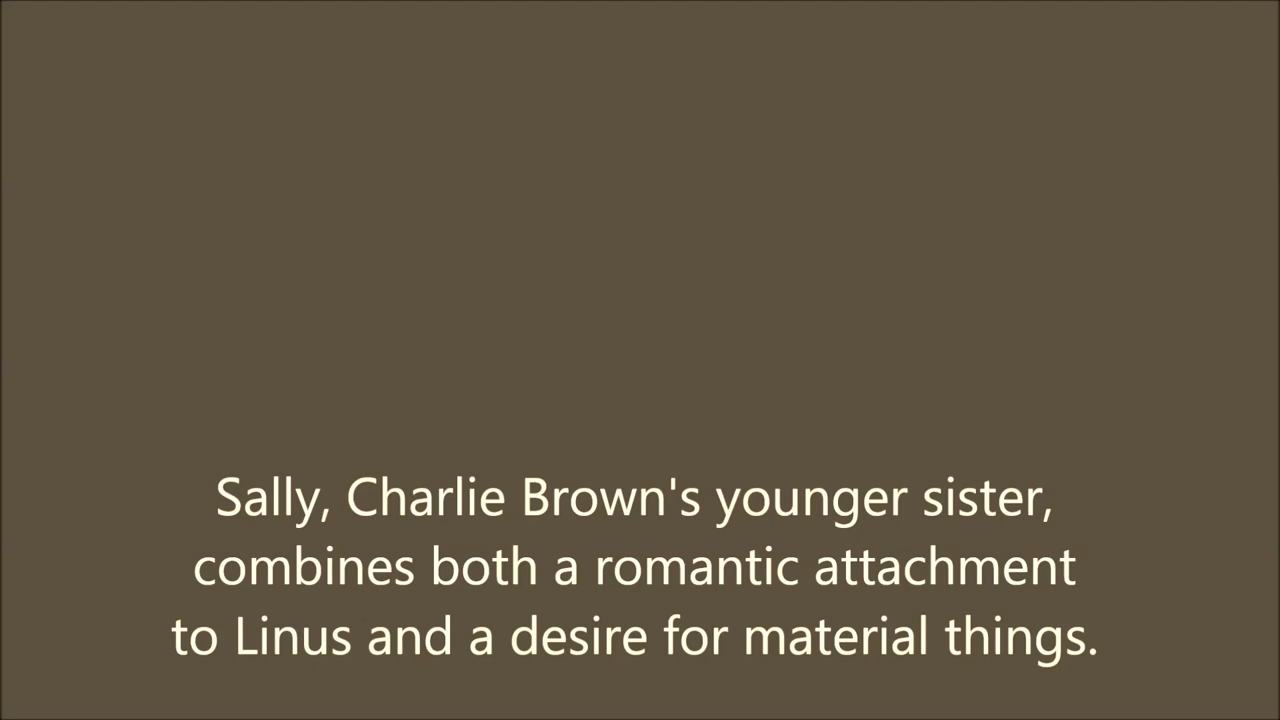 Sally, Charlie Brown's younger sister,
combines both a romantic attachment
to Linus and a desire for material things.